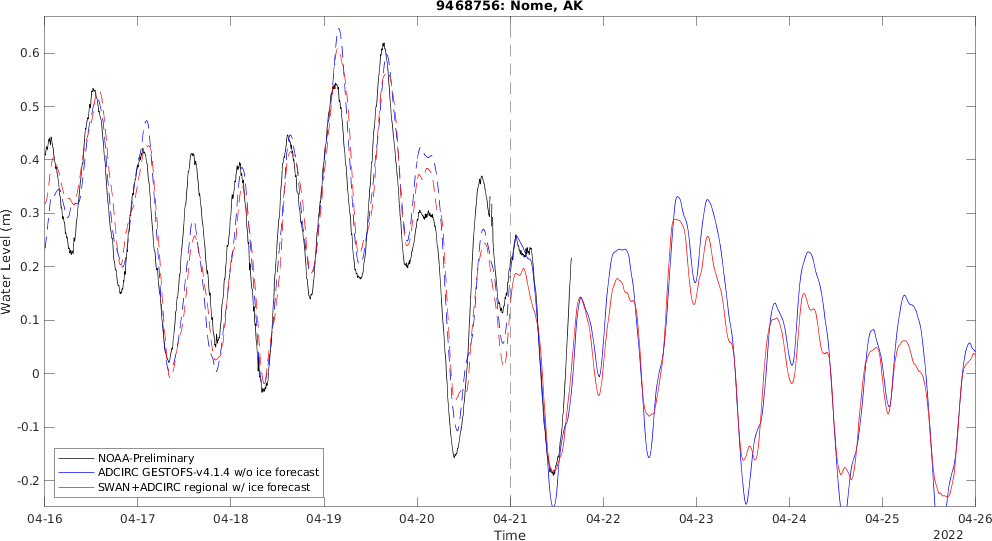 9468756: Nome, AK
Water Level (m)
0.6
0.5
0.4
0.3
0.2
0.1
0
-0.1
-0.2
NOAA-Preliminary
ADCIRC GESTOFS-v4.1.4 w/o ice forecast
SWAN+ADCIRC regional w/ ice forecast
04-16 04-17 04-18 04-19 04-20 04-21 04-22 04-23 04-24 04-25 04-26
Time
2022